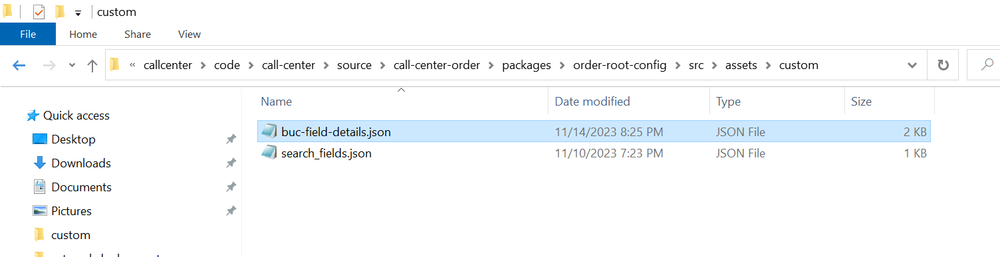 custom
File Home Share View
« callcenter > code > call-center > source > call-center-order > packages > order-root-config > src > assets > custom
Name Date modified Type Size
Quick access
buc-field-details.json 11/14/2023 8:25 PM JSON File 2 KB
Desktop
search_fields.json 11/10/2023 7:23 PM JSON File 1 KB
Downloads
Documents
Pictures
custom